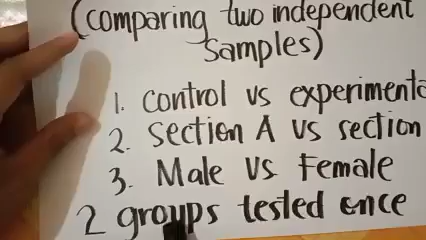 (comparing two independent
samples)
1. control vs experimenta
2. section A vs section
3. Male vs Female
2 groups tested once